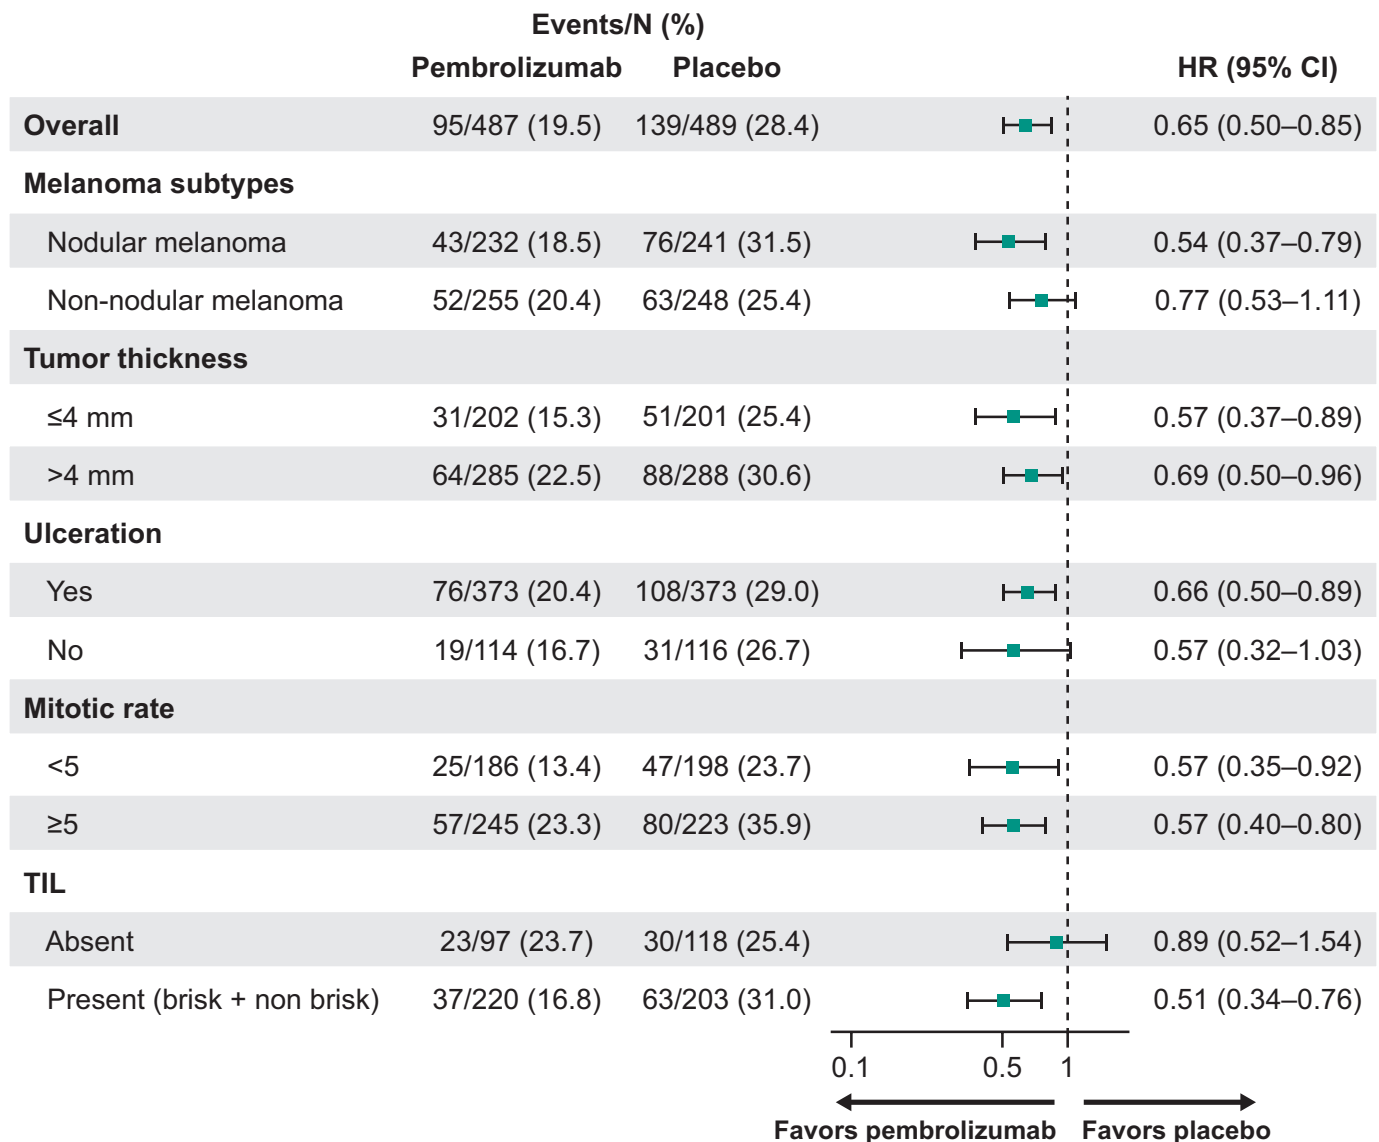 Events/N (%)
Pembrolizumab Placebo HR (95% CI)
Overall 95/487 (19.5) 139/489 (28.4) 0.65 (0.50–0.85)
Melanoma subtypes
Nodular melanoma 43/232 (18.5) 76/241 (31.5) 0.54 (0.37–0.79)
Non-nodular melanoma 52/255 (20.4) 63/248 (25.4) 0.77 (0.53–1.11)
Tumor thickness
≤4 mm 31/202 (15.3) 51/201 (25.4) 0.57 (0.37–0.89)
>4 mm 64/285 (22.5) 88/288 (30.6) 0.69 (0.50–0.96)
Ulceration
Yes 76/373 (20.4) 108/373 (29.0) 0.66 (0.50–0.89)
No 19/114 (16.7) 31/116 (26.7) 0.57 (0.32–1.03)
Mitotic rate
<5 25/186 (13.4) 47/198 (23.7) 0.57 (0.35–0.92)
≥5 57/245 (23.3) 80/223 (35.9) 0.57 (0.40–0.80)
TIL
Absent 23/97 (23.7) 30/118 (25.4) 0.89 (0.52–1.54)
Present (brisk + non brisk) 37/220 (16.8) 63/203 (31.0) 0.51 (0.34–0.76)
0.1 0.5 1
Favors pembrolizumab Favors placebo